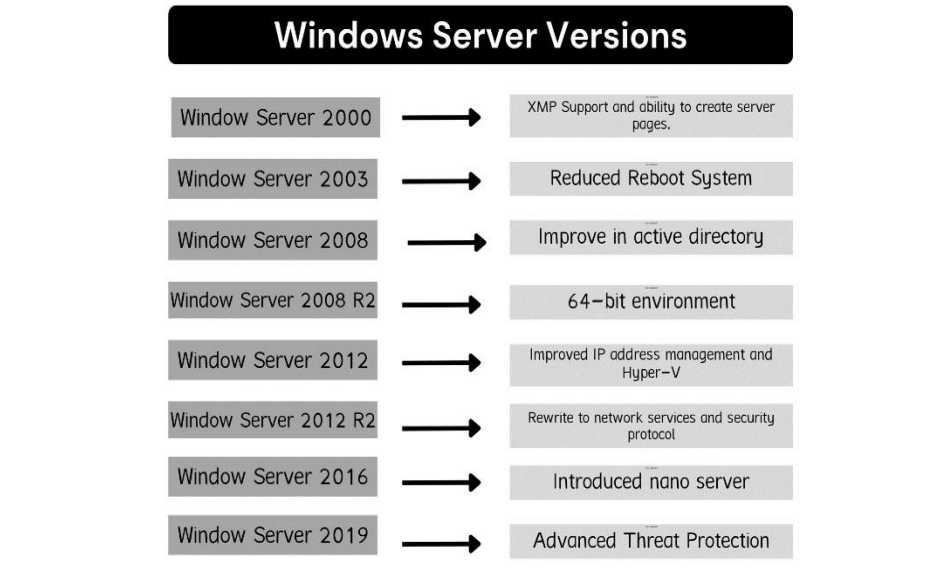 Windows Server Versions
Window Server 2000
XMP Support and ability to create server
pages.
Window Server 2003
Reduced Reboot System
Window Server 2008
Improve in active directory
Window Server 2008 R2
64-bit environment
Window Server 2012
Improved IP address management and
Hyper-V
Window Server 2012 R2
Rewrite to network services and security
protocol
Window Server 2016
Introduced nano server
Window Server 2019
Advanced Threat Protection